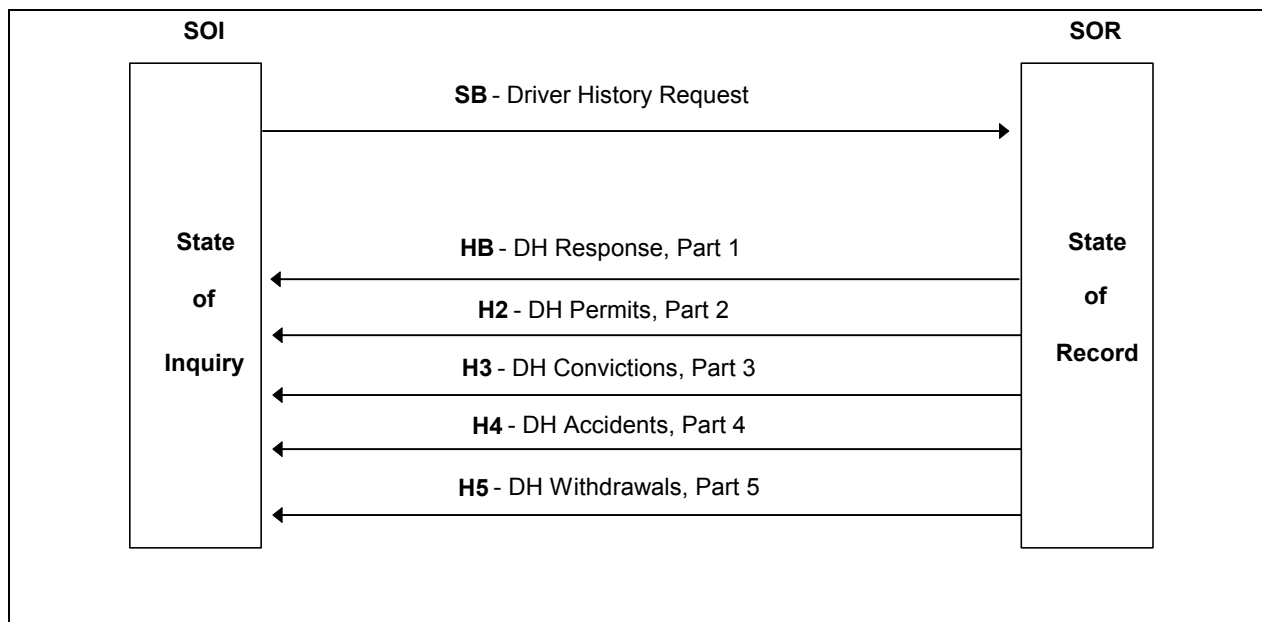 SOI
SOR
SB - Driver History Request
State
of
Inquiry
State
of
Record
HB - DH Response, Part 1
H2 - DH Permits, Part 2
H3 - DH Convictions, Part 3
H4 - DH Accidents, Part 4
H5 - DH Withdrawals, Part 5